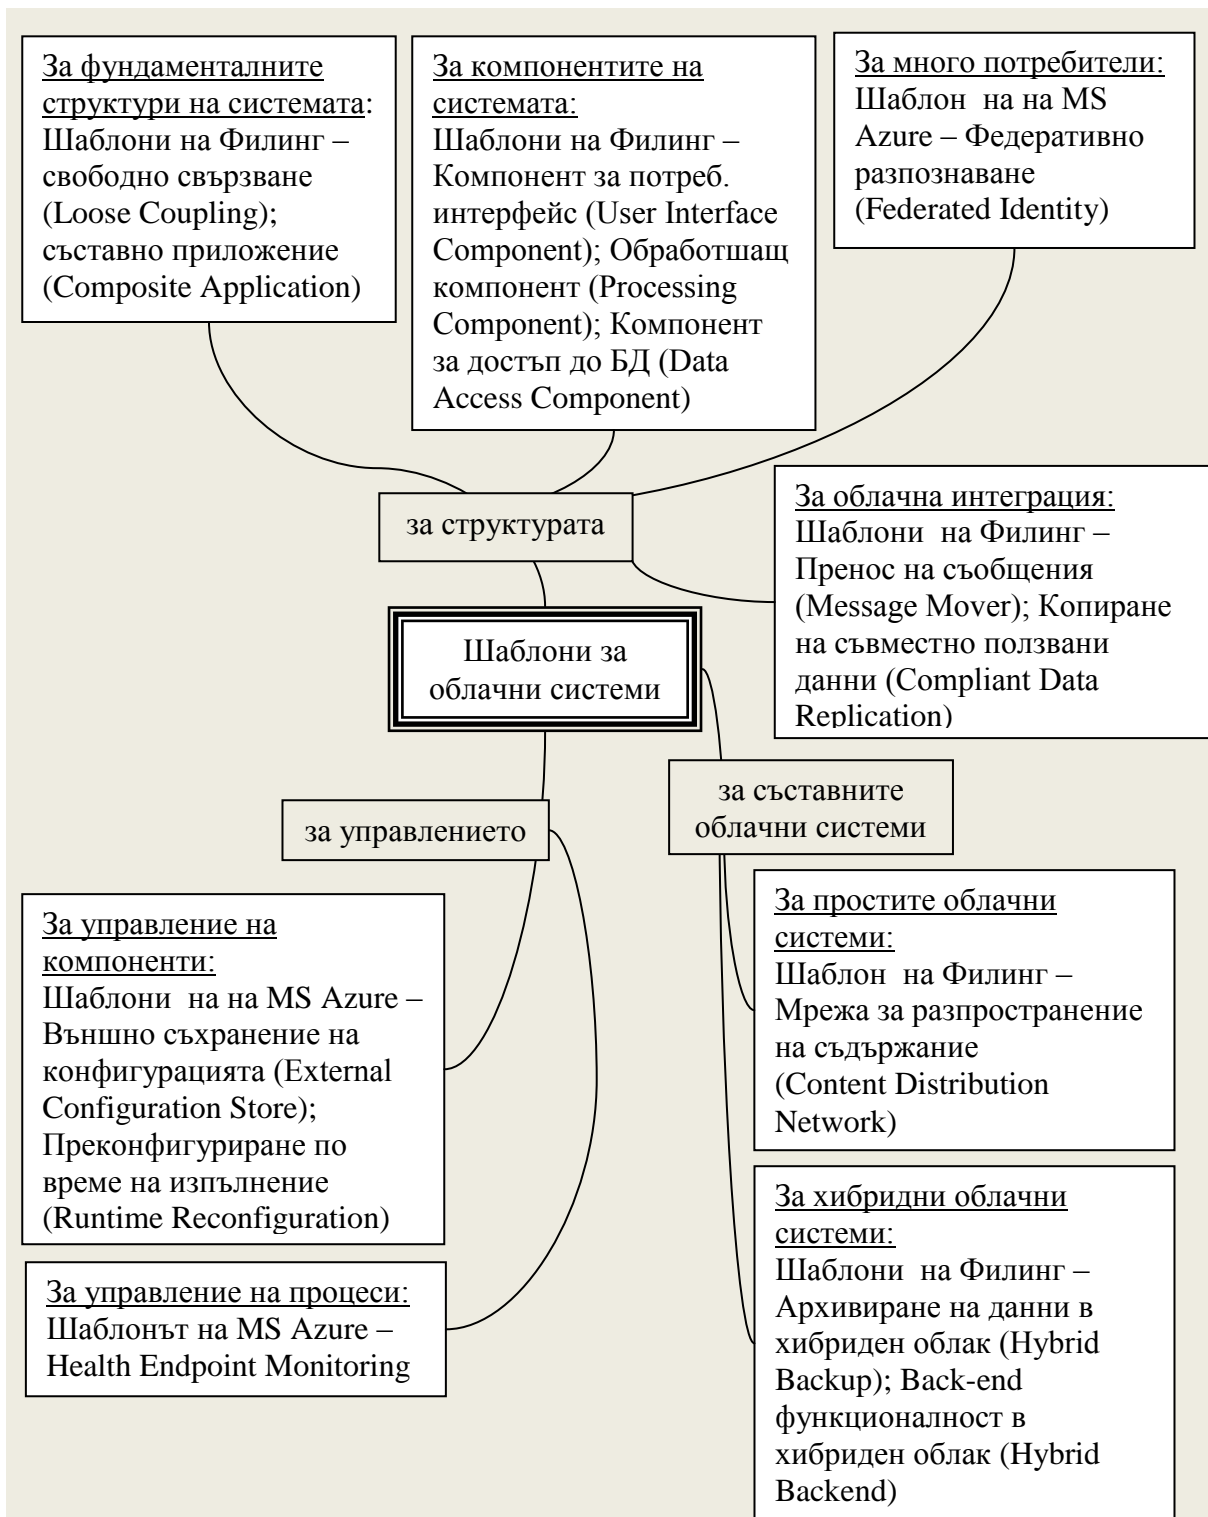 За фундаменталните
структури на системата:
Шаблони на Филинг –
свободно свързване
(Loose Coupling);
съставно приложение
(Composite Application)
За компонентите на
системата:
Шаблони на Филинг –
Компонент за потреб.
интерфейс (User Interface
Component); Обработшащ
компонент (Processing
Component); Компонент
за достъп до БД (Data
Access Component)
За много потребители:
Шаблон на на MS
Azure – Федеративно
разпознаване
(Federated Identity)
за структурата
За облачна интеграция:
Шаблони на Филинг –
Пренос на съобщения
(Message Mover); Копиране
на съвместно ползвани
данни (Compliant Data
Replication)
Шаблони за
облачни системи
за управлението
за съставните
облачни системи
За управление на
компоненти:
Шаблони на на MS Azure –
Външно съхранение на
конфигурацията (External
Configuration Store);
Преконфигуриране по
време на изпълнение
(Runtime Reconfiguration)
За простите облачни
системи:
Шаблон на Филинг –
Мрежа за разпространение
на съдържание
(Content Distribution
Network)
За управление на процеси:
Шаблонът на MS Azure –
Health Endpoint Monitoring
За хибридни облачни
системи:
Шаблони на Филинг –
Архивиране на данни в
хибриден облак (Hybrid
Backup); Back-end
функционалност в
хибриден облак (Hybrid
Backend)